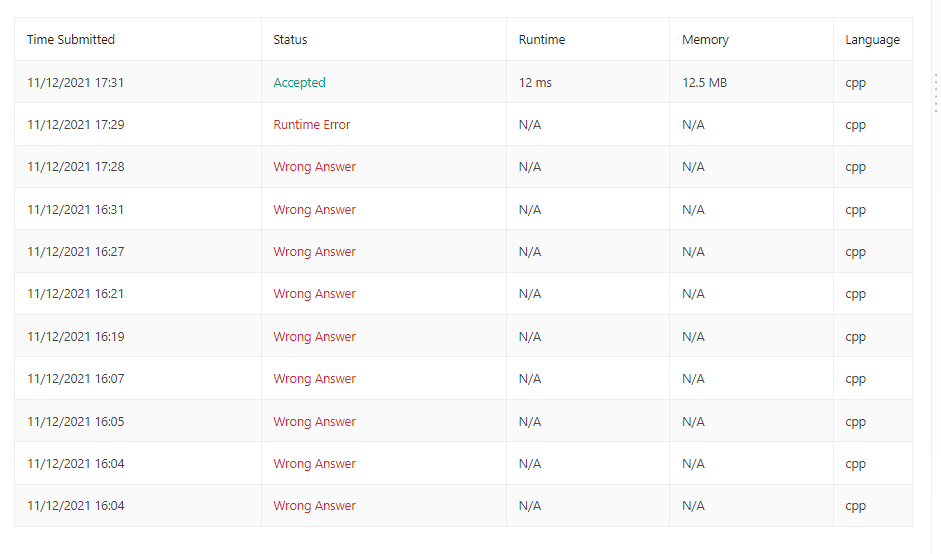 Time Submitted Status Runtime Memory Language
11/12/2021 17:31 Accepted 12 ms 12.5 MB cpp
11/12/2021 17:29 Runtime Error N/A N/A cpp
11/12/2021 17:28 Wrong Answer N/A N/A cpp
11/12/2021 16:31 Wrong Answer N/A N/A cpp
11/12/2021 16:27 Wrong Answer N/A N/A cpp
11/12/2021 16:21 Wrong Answer N/A N/A cpp
11/12/2021 16:19 Wrong Answer N/A N/A cpp
11/12/2021 16:07 Wrong Answer N/A N/A cpp
11/12/2021 16:05 Wrong Answer N/A N/A cpp
11/12/2021 16:04 Wrong Answer N/A N/A cpp
11/12/2021 16:04 Wrong Answer N/A N/A cpp